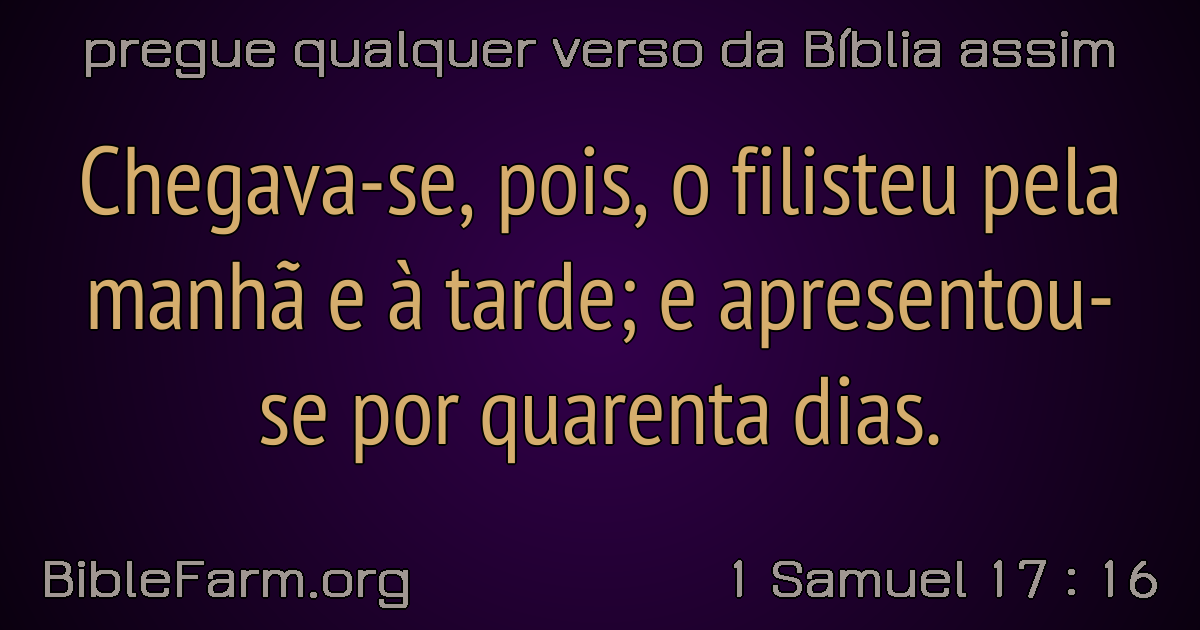 pregue qualquer verso da Bíblia assim
Chegava-se, pois, o filisteu pela
manhã e à tarde; e apresentou-
se por quarenta dias.
BibleFarm.org
1 Samuel 17 : 16